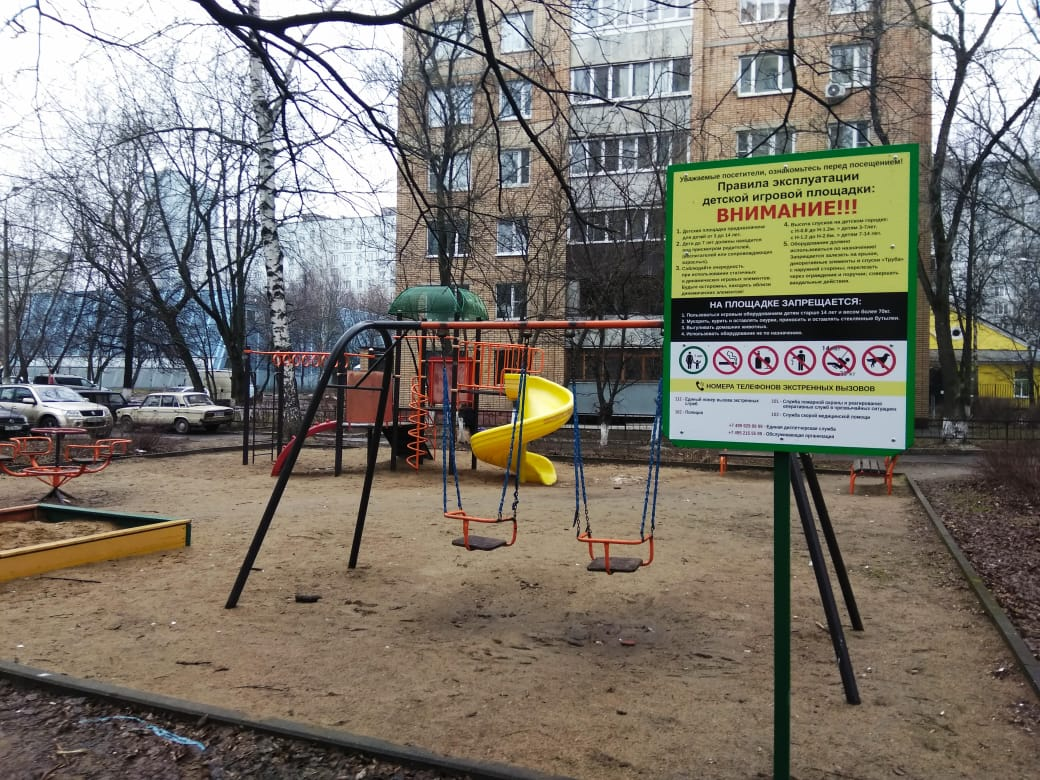 Уважаемые посетители, ознакомьтесь перед посещением!
Правила эксплуатации
детской игровой площадки:
ВНИМАНИЕ!!!
1. Детская площадка предназначена
для детей от 3 до 14 лет.
2. Дети до 7 лет должны находится
под присмотром родителей,
(воспитателей или сопровождающих
взрослых).
3. Соблюдайте очередность
при использовании статичных
и динамических игровых элементов.
Будьте осторожны, находясь вблизи
динамических элементов!
4. Высота спусков на детском городке:
с Н-0.6 до Н-1.2м. - детям 3-7лет.
с Н-1.2 до Н-2.0м. - детям 7-14 лет.
5. Оборудование должно
использоваться по назначению!
Запрещается залезать на крыши,
декоративные элементы и спуски «Труба»
с наружной стороны, перелезать
через ограждения и поручни; совершать
вандальные действия.
НА ПЛОЩАДКЕ ЗАПРЕЩАЕТСЯ:
1. Пользоваться игровым оборудованием детям старше 14 лет и весом более 70кг.
2. Мусорить, курить и оставлять окурки, приносить и оставлять стеклянные бутылки.
3. Выгуливать домашних животных.
4. Использовать оборудование не по назначению.
НОМЕРА ТЕЛЕФОНОВ ЭКСТРЕННЫХ ВЫЗОВОВ
112 - Единый номер вызова экстренных
служб
102 - Полиция
101 - Служба пожарной охраны и реагирования
оперативных служб в чрезвычайных ситуациях
103 - Служба скорой медицинской помощи
- Единая диспетчерская служба
- Обслуживающая организация